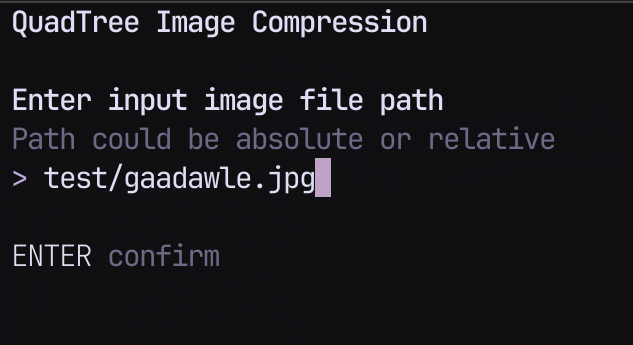 QuadTree Image Compression
Enter input image file path
Path could be absolute or relative
> test/gaadawle.jpg
ENTER confirm